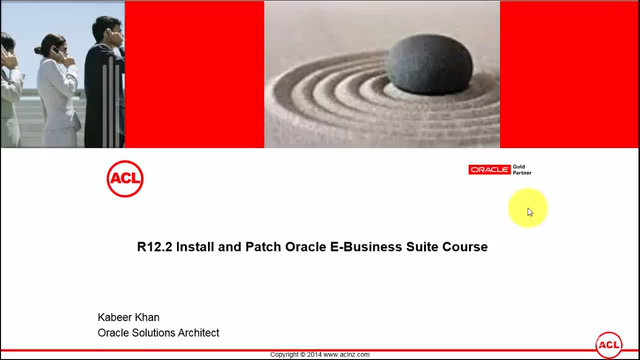 ACL
ORACLE Gold
Partner
R12.2 Install and Patch Oracle E-Business Suite Course
Kabeer Khan
Oracle Solutions Architect
Copyright © 2014 www.aclnz.com
ACL